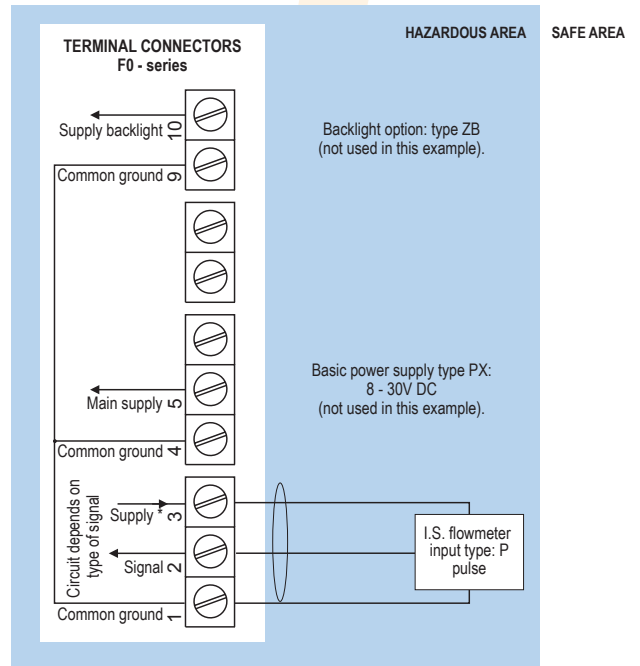 HAZARDOUS AREA
SAFE AREA
TERMINAL CONNECTORS
F0 - series
Supply backlight 10
Common ground 9
Backlight option: type ZB
(not used in this example).
Main supply 5
Common ground 4
Basic power supply type PX:
8 - 30V DC
(not used in this example).
Circuit depends on
type of signal
Supply * 3
Signal 2
Common ground 1
I.S. flowmeter
input type: P
pulse